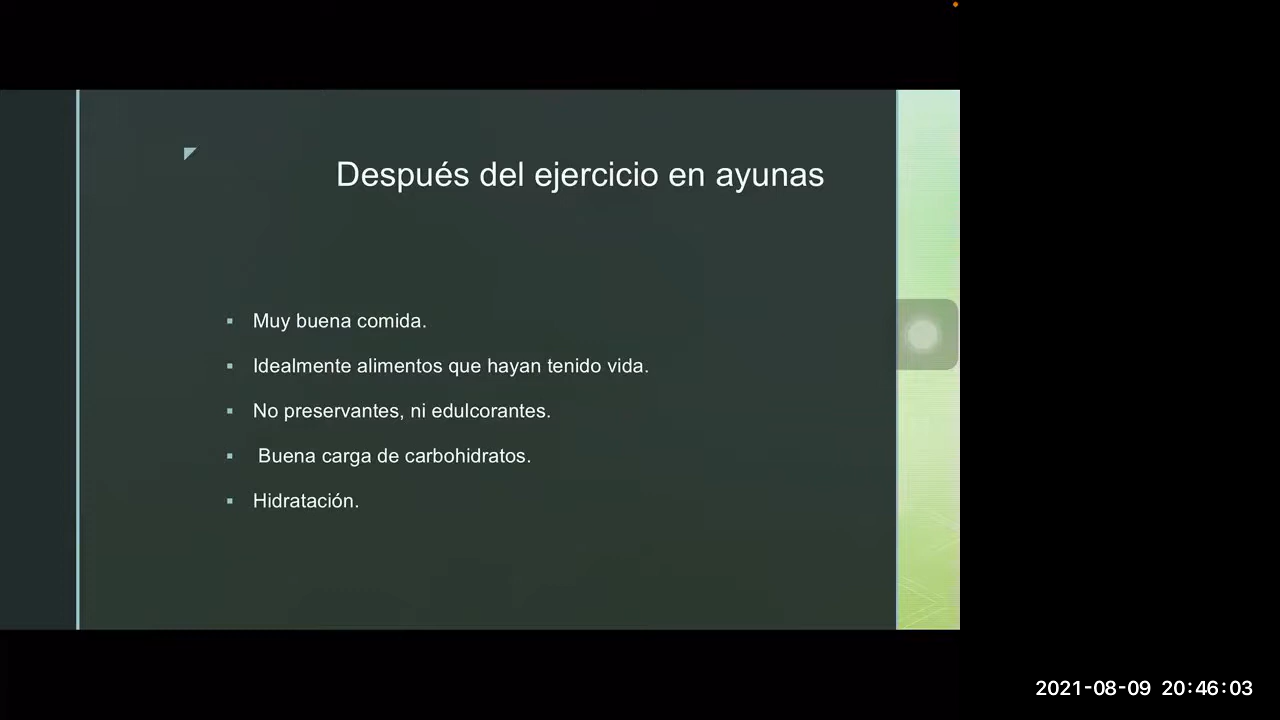 Después del ejercicio en ayunas
Muy buena comida.
Idealmente alimentos que hayan tenido vida.
No preservantes, ni edulcorantes.
Buena carga de carbohidratos.
Hidratación.
2021-08-09 20:46:03